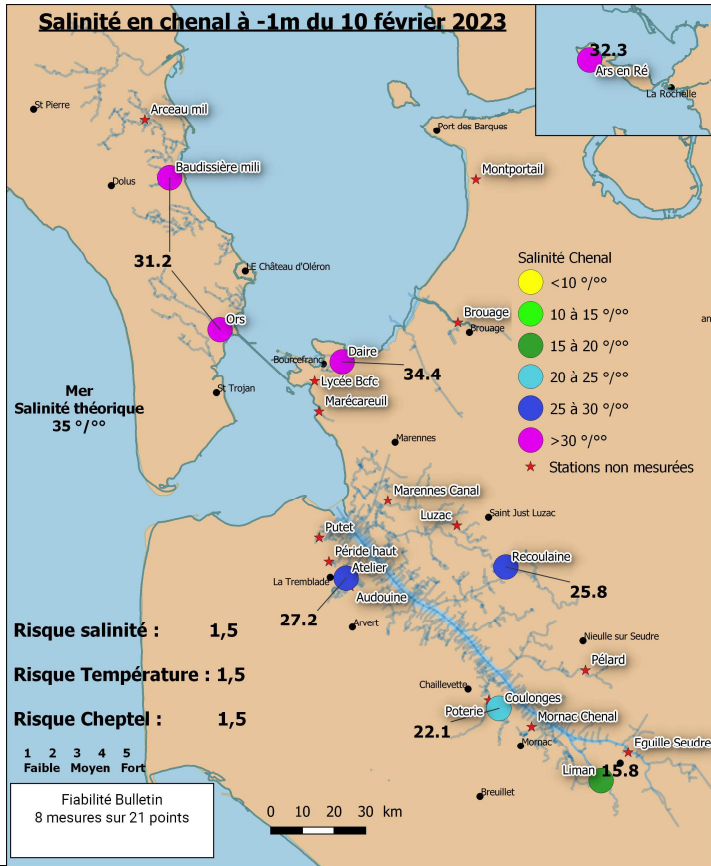 Salinité en chenal à -1m du 10 février 2023
32.3
Ars en Ré
La Rochelle
St Pierre
Arceau mil
Port des Barques
Baudissière mili
Dolus
Montportail
31.2
LE Château d'Oléron
Salinité Chenal
<10 °/°°
10 à 15 °/°°
15 à 20 °/°°
20 à 25 °/°°
25 à 30 °/°°
>30 °/°°
Stations non mesurées
an
Ors
Brouage
Brouage
Daire
Bourcefranc
34.4
Lycée Bcfc
Marécareuil
St Trojan
Mer
Salinité théorique
35 °/°°
Marennes
Marennes Canal
Luzac
Saint Just Luzac
Putet
Péride haut
Atelier
La Tremblade
Audouine
Recoulaine
25.8
27.2
Arvert
Risque salinité : 1,5
Risque Température : 1,5
Risque Cheptel : 1,5
Nieulle sur Seudre
Pélard
Chaillevette
Coulonges
Poterie
22.1
Mornac Chenal
Mornac
Eguille Seudre
Liman
15.8
Breuillet
1 2 3 4 5
Faible Moyen Fort
Fiabilité Bulletin
8 mesures sur 21 points
0 10 20 30 km